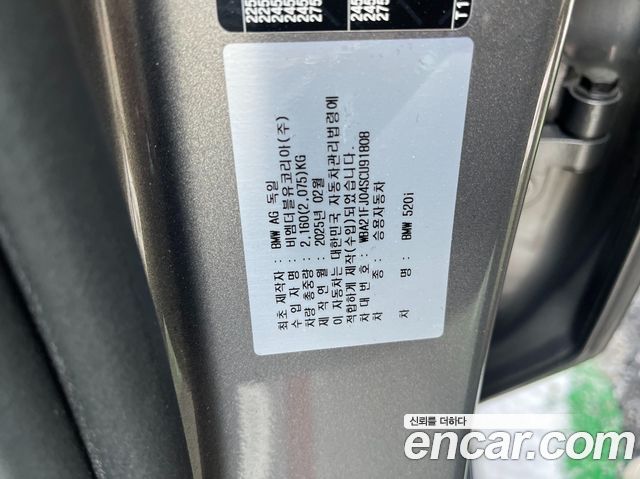 최초 제작자 : BMW AG 독일
수 입 자 명 : 비엠더블유코리아(주)
차량 총중량 : 2,160(2,075)KG
제 작 연 월 : 2025년 02월
이 자동차는 대한민국 자동차관리법령에
적합하게 제작(수입)되었습니다.
차 대 번 호 : WBA21FJ04SCU91808
차 종 : 승용자동차
차 명 : BMW 520i
신뢰를 더하다
encar.com